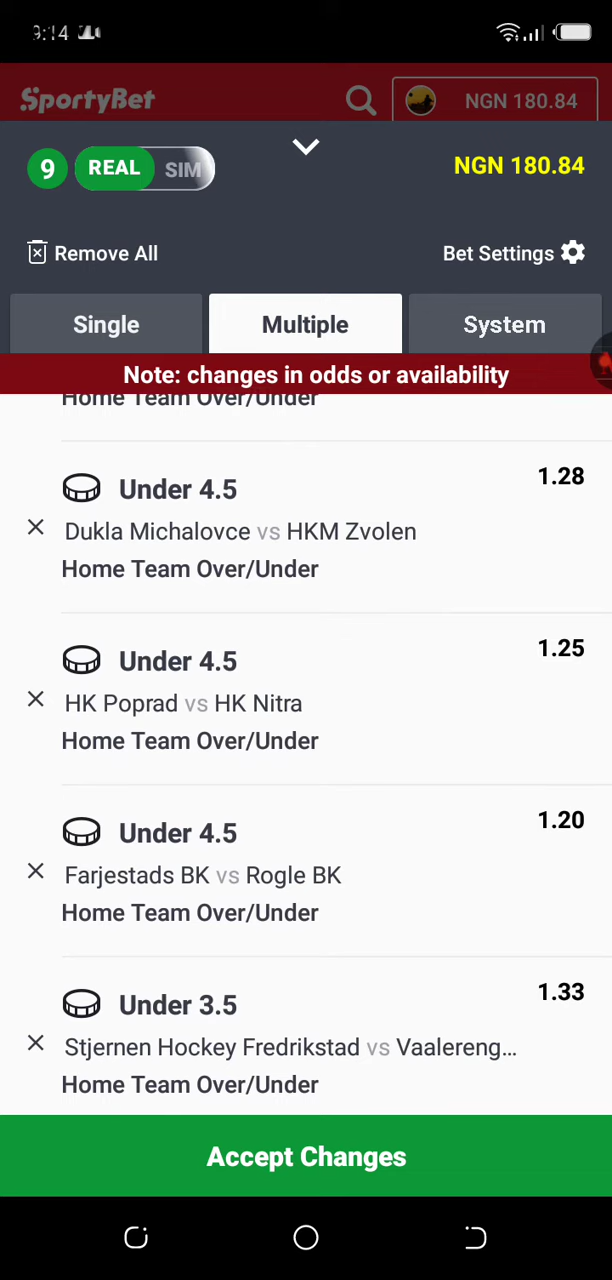 9:14
SportyBet
NGN 180.84
9 REAL SIM
NGN 180.84
Remove All
Bet Settings
Single Multiple System
Note: changes in odds or availability
Home Team Over/Under
Under 4.5 1.28
Dukla Michalovce vs HKM Zvolen
Home Team Over/Under
Under 4.5 1.25
HK Poprad vs HK Nitra
Home Team Over/Under
Under 4.5 1.20
Farjestads BK vs Rogle BK
Home Team Over/Under
Under 3.5 1.33
Stjernen Hockey Fredrikstad vs Vaalereng...
Home Team Over/Under
Accept Changes